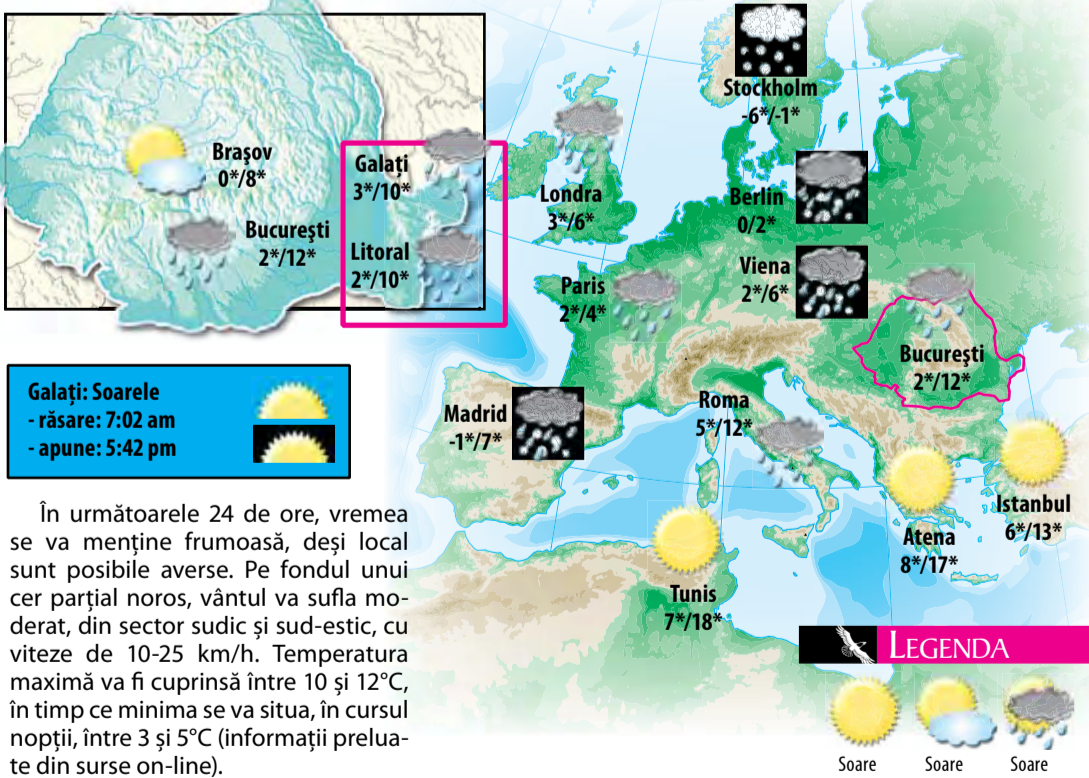 Brașov
0*/8*
București
2*/12*
Galați
3*/10*
Litoral
2*/10*
Stockholm
-6*/-1*
Londra
3*/6*
Berlin
0/2*
Viena
2*/6*
Paris
2*/4*
București
2*/12*
Madrid
-1*/7*
Roma
5*/12*
Istanbul
6*/13*
Atena
8*/17*
Tunis
7*/18*
Galați: Soarele
- răsare: 7:02 am
- apune: 5:42 pm
În următoarele 24 de ore, vremea
se va menține frumoasă, deși local
sunt posibile averse. Pe fondul unui
cer parțial noros, vântul va sufla mo-
derat, din sector sudic și sud-estic, cu
viteze de 10-25 km/h. Temperatura
maximă va fi cuprinsă între 10 și 12°C,
în timp ce minima se va situa, în cursul
nopții, între 3 și 5°C (informații prelua-
te din surse on-line).
LEGENDA
Soare Soare Soare